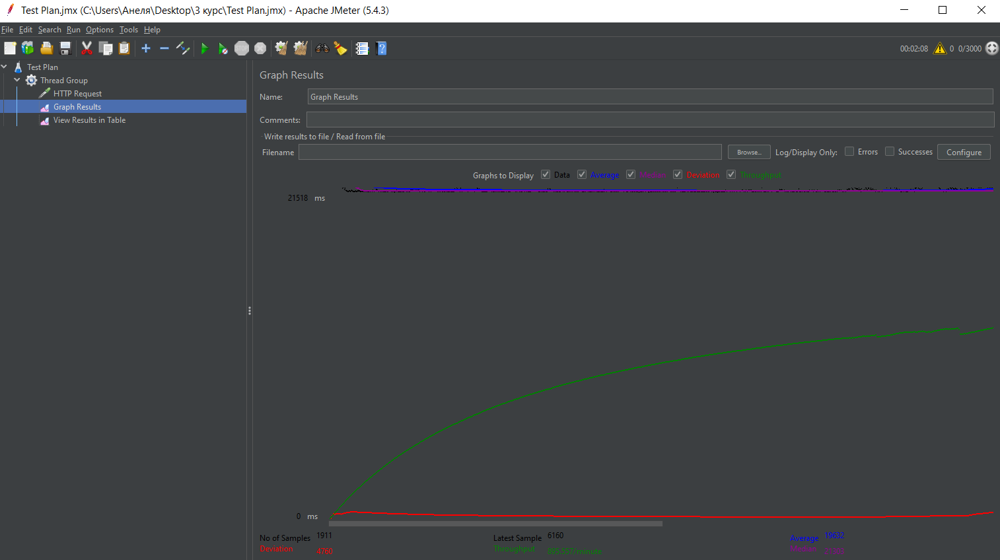 Test Plan.jmx (C:\Users\Анеля\Desktop\3 курс\Test Plan.jmx) - Apache JMeter (5.4.3)
File Edit Search Run Options Tools Help
00:02:08 0 0/3000
Test Plan
Thread Group
HTTP Request
Graph Results
View Results in Table
Graph Results
Name: Graph Results
Comments:
Write results to file / Read from file
Filename Browse... Log/Display Only: Errors Successes Configure
Graphs to Display Data Average Median Deviation Throughput
21518 ms
0 ms
No of Samples 1911 Latest Sample 6160 Average 19632
Deviation 4760 Throughput 895.557/minute Median